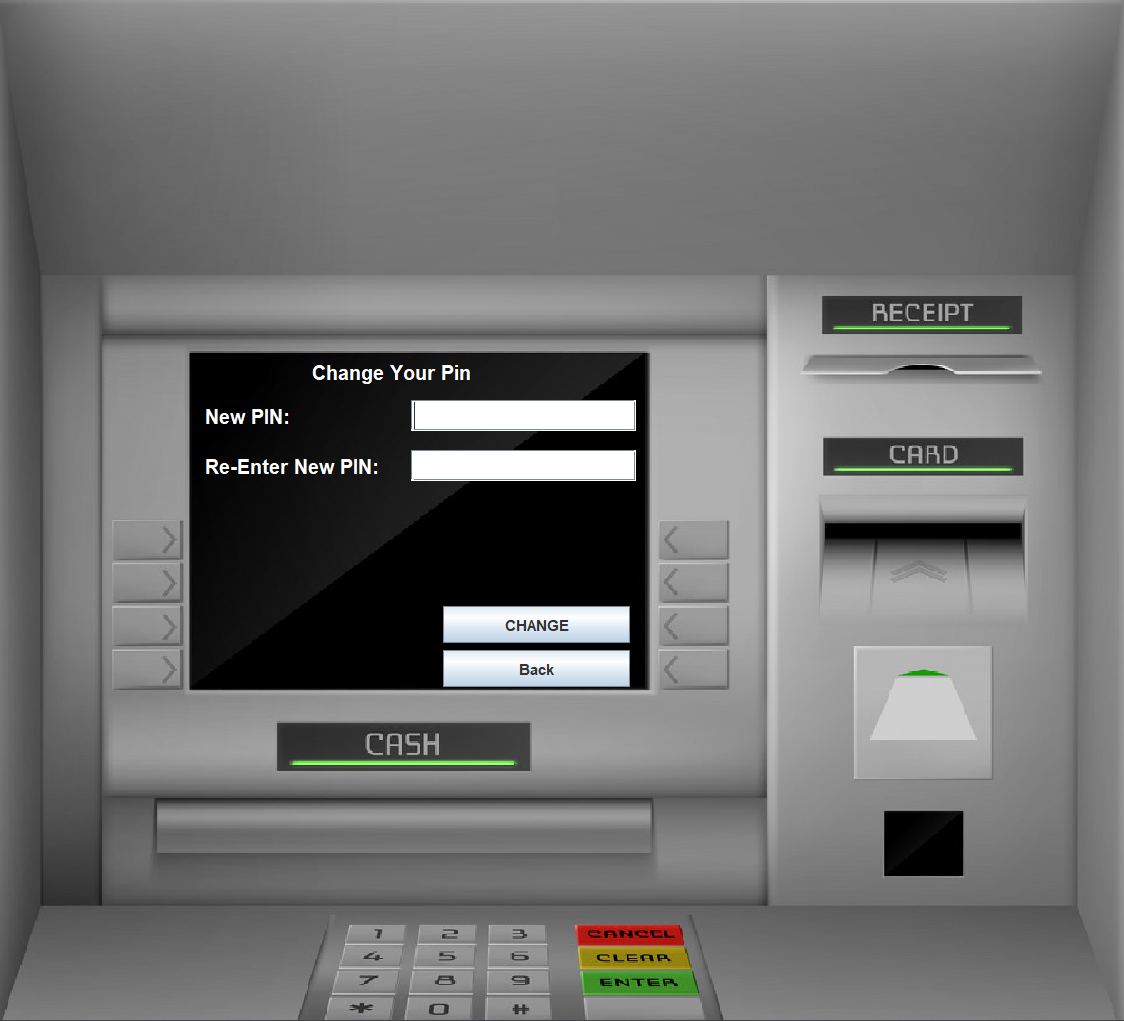 RECEIPT
Change Your Pin
New PIN:
Re-Enter New PIN:
CARD
CHANGE
Back
CASH
1 2 3 CANCEL
4 5 6 CLEAR
7 8 9 ENTER
* 0 #